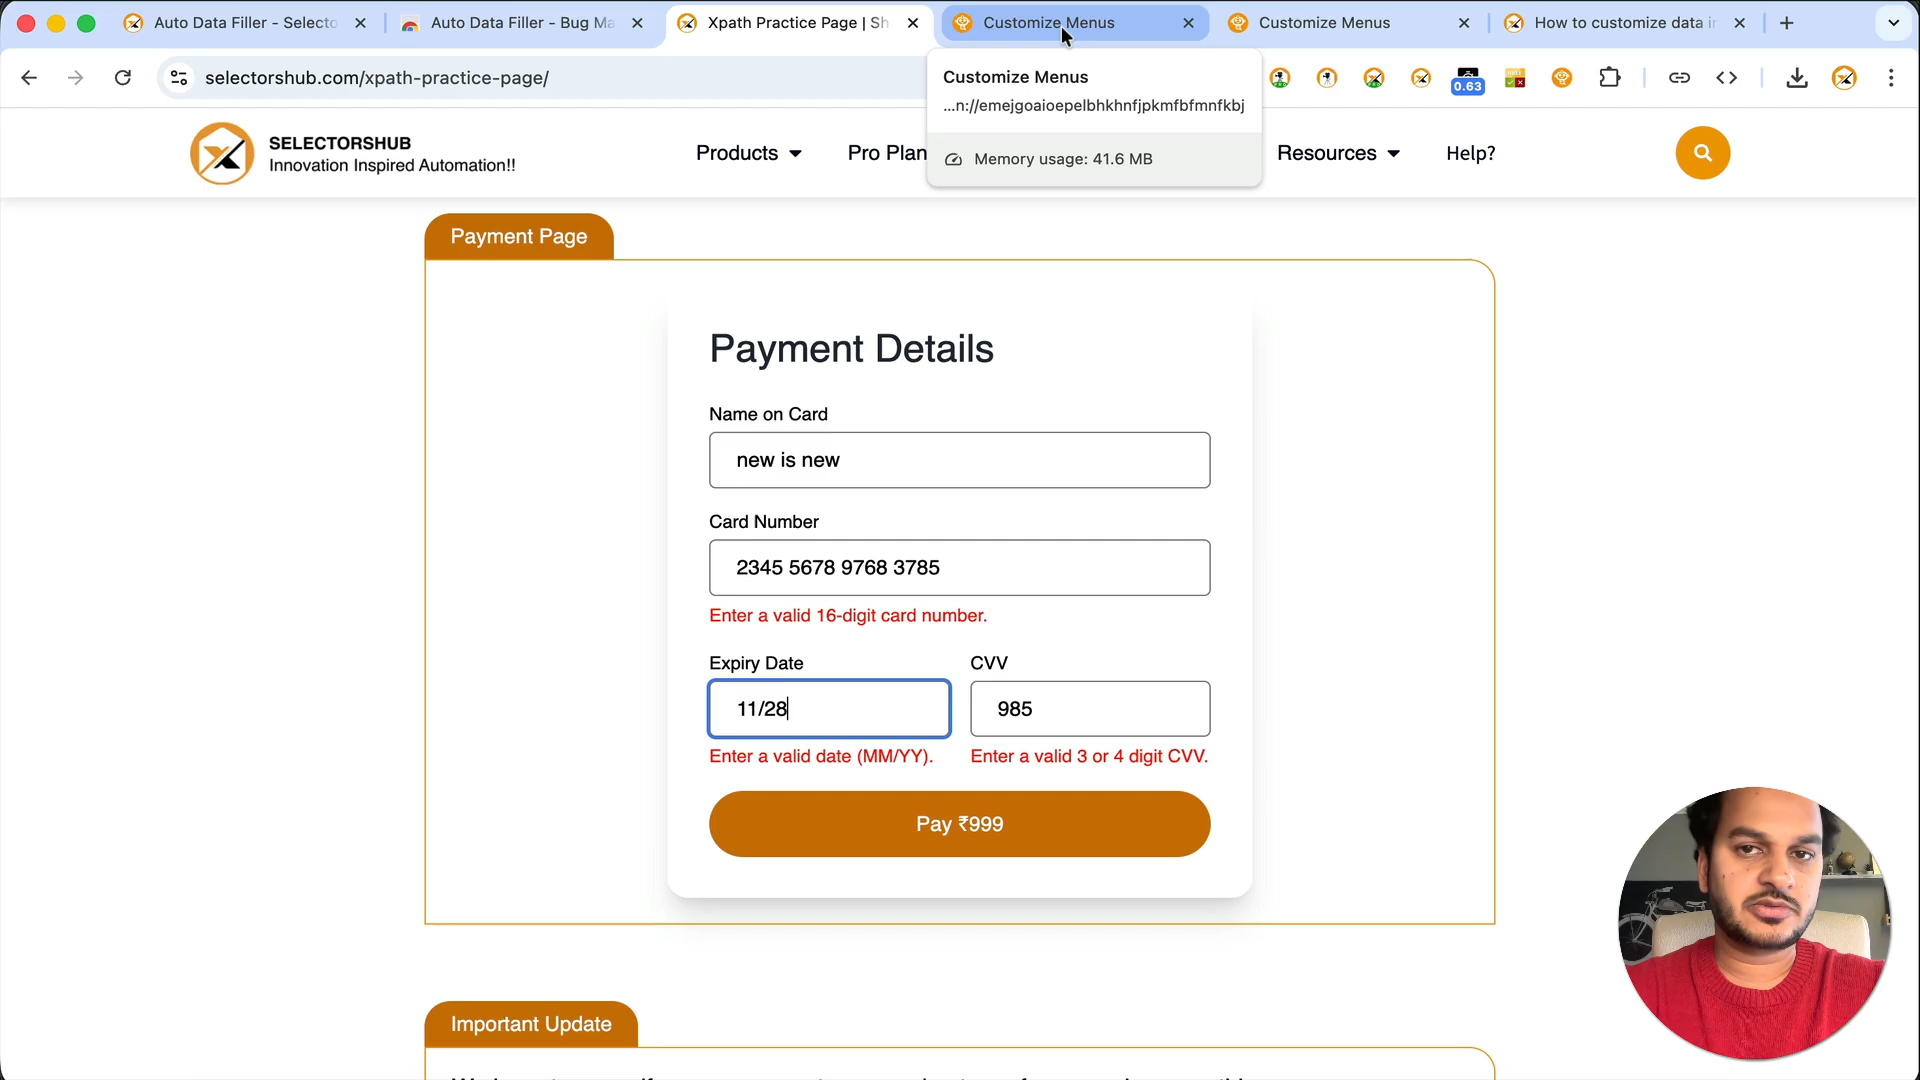 Auto Data Filler - Selecto
Auto Data Filler - Bug Ma
Xpath Practice Page | Sh
Customize Menus
Customize Menus
How to customize data in
selectorshub.com/xpath-practice-page/
0.63
Customize Menus
...n://emejgoaioepelbhkhnfjpkmfbfmnfkbj
Memory usage: 41.6 MB
SELECTORSHUB
Innovation Inspired Automation!!
Products
Pro Plan
Resources
Help?
Payment Page
Payment Details
Name on Card
new is new
Card Number
2345 5678 9768 3785
Enter a valid 16-digit card number.
Expiry Date
CVV
11/28
985
Enter a valid date (MM/YY).
Enter a valid 3 or 4 digit CVV.
Pay ₹999
Important Update